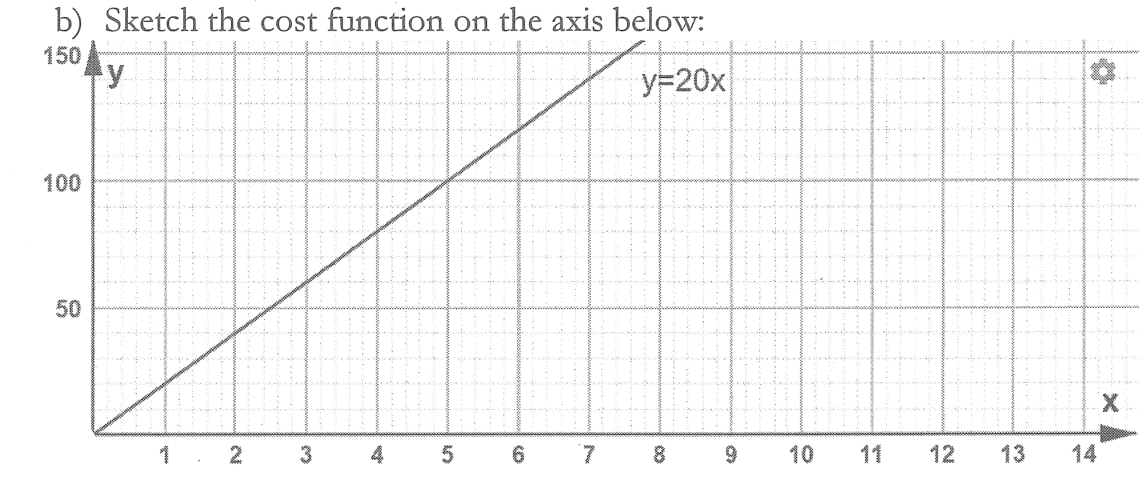 b) Sketch the cost function on the axis below:
150
y
y=20x
100
50
x
1 2 3 4 5 6 7 8 9 10 11 12 13 14